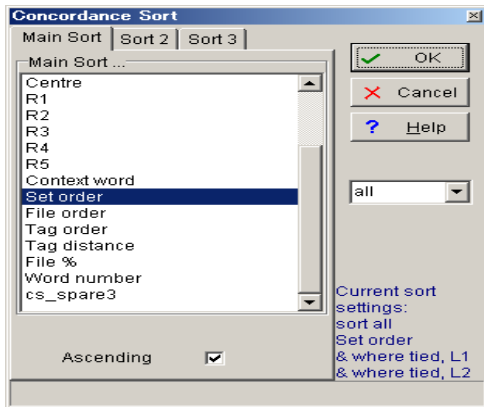 Concordance Sort
Main Sort Sort 2 Sort 3
Main Sort ...
Centre
R1
R2
R3
R4
R5
Context word
Set order
File order
Tag order
Tag distance
File %
Word number
cs_spare3
Ascending
OK
Cancel
? Help
all
Current sort
settings:
sort all
Set order
& where tied, L1
& where tied, L2